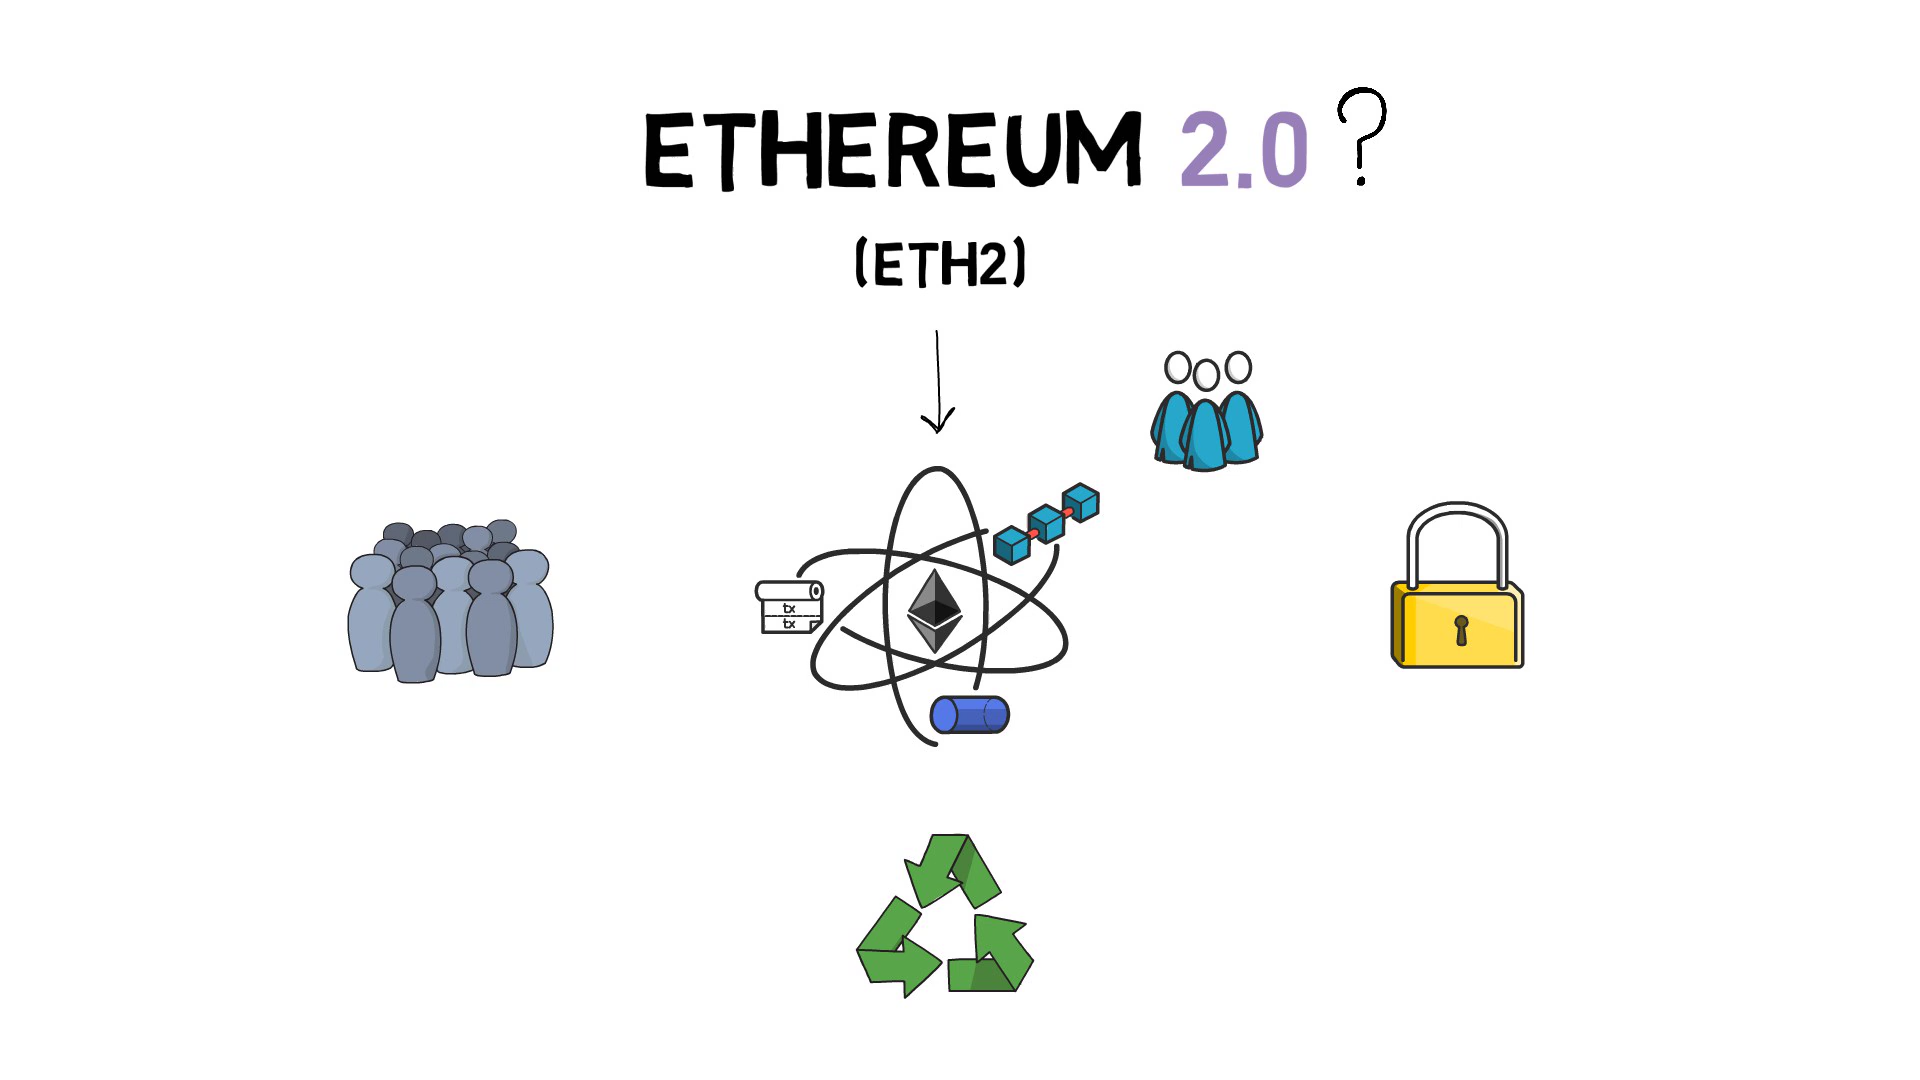 ETHEREUM 2.0?
(ETH2)
tx
tx